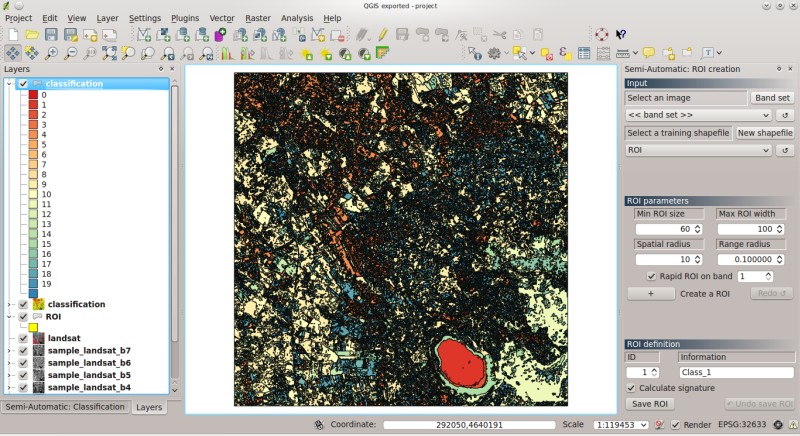 QGIS exported - project
Project Edit View Layer Settings Plugins Vector Raster Analysis Help
Layers
classification
0
1
2
3
4
5
6
7
8
9
10
11
12
13
14
15
16
17
18
19
classification
ROI
landsat
sample_landsat_b7
sample_landsat_b6
sample_landsat_b5
sample_landsat_b4
Semi-Automatic: Classification Layers
Semi-Automatic: ROI creation
Input
Select an image Band set
<< band set >>
Select a training shapefile New shapefile
ROI
ROI parameters
Min ROI size Max ROI width
60 100
Spatial radius Range radius
10 0.100000
Rapid ROI on band 1
+ Create a ROI Redo
ROI definition
ID Information
1 Class_1
Calculate signature
Save ROI Undo save ROI
Coordinate: 292050,4640191 Scale 1:119453 Render EPSG:32633